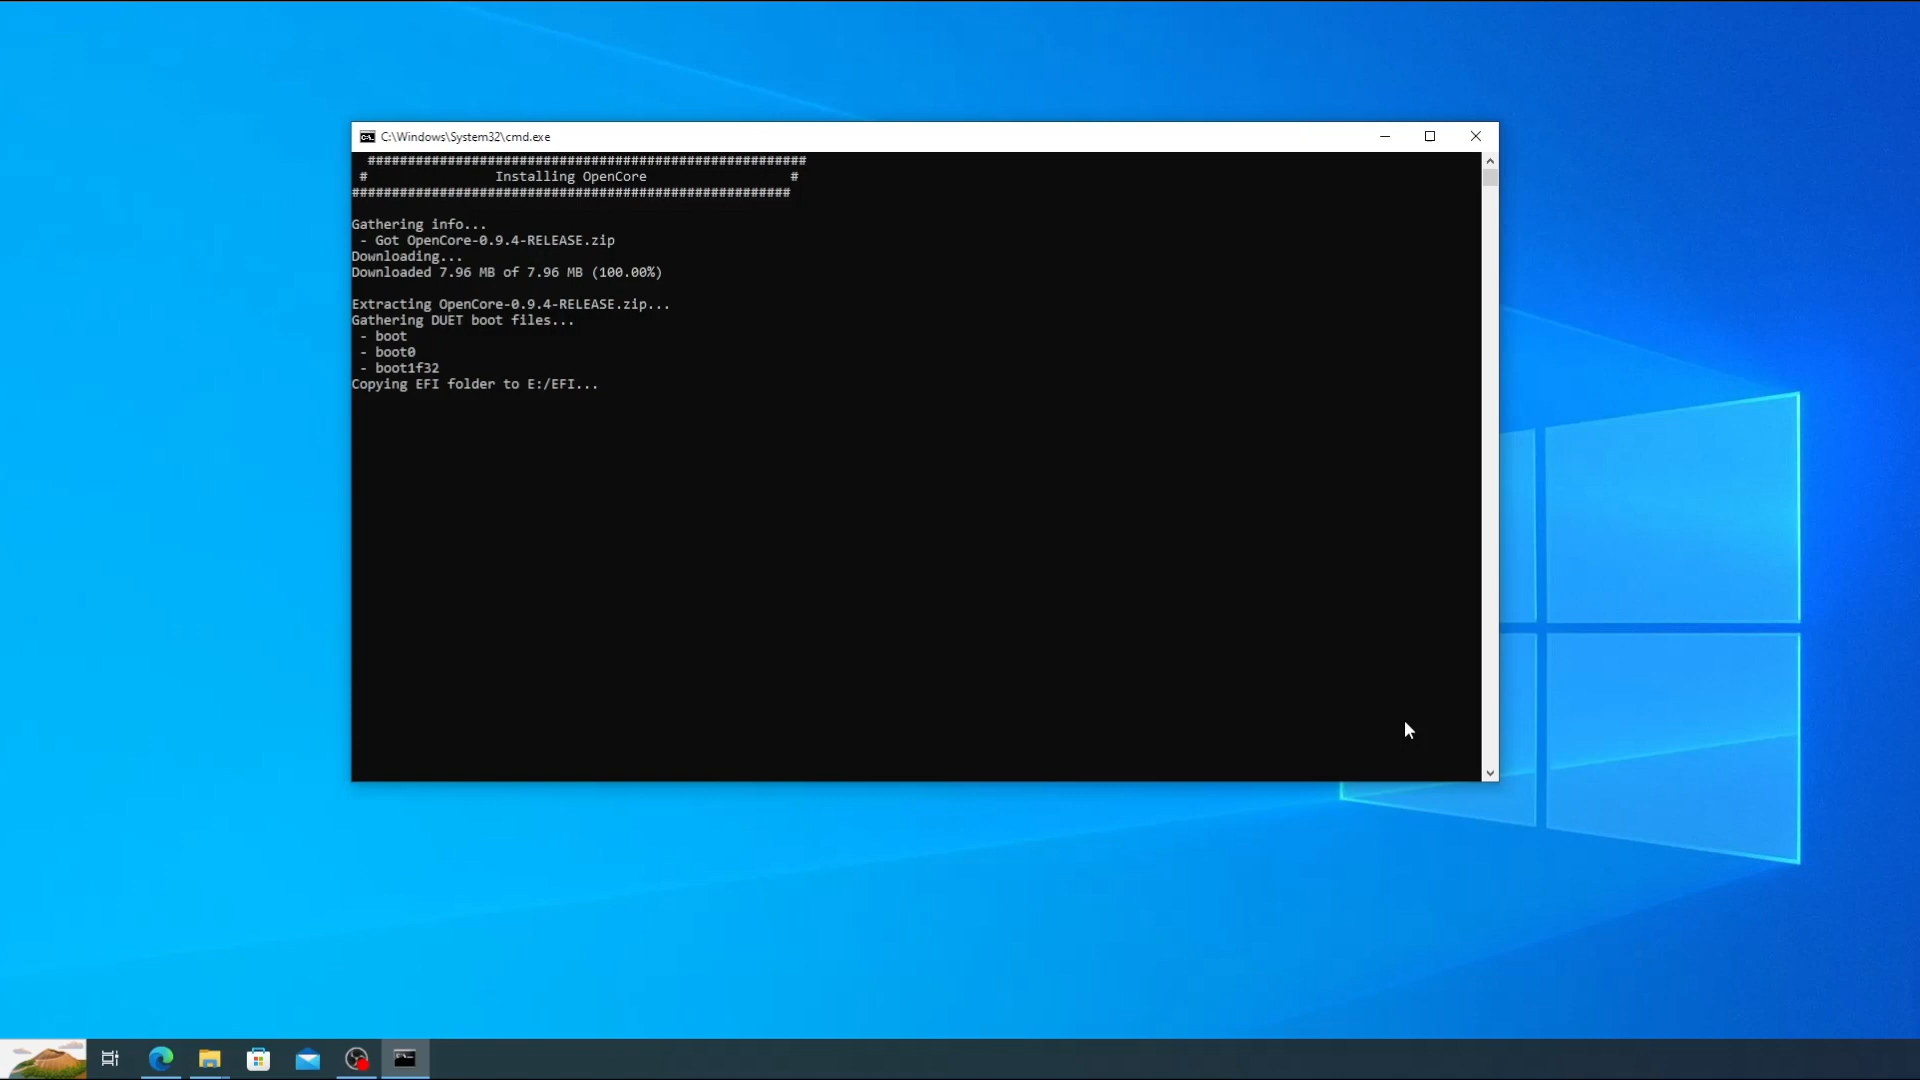 C:\Windows\System32\cmd.exe
#######################################################
# Installing OpenCore #
#######################################################
Gathering info...
- Got OpenCore-0.9.4-RELEASE.zip
Downloading...
Downloaded 7.96 MB of 7.96 MB (100.00%)
Extracting OpenCore-0.9.4-RELEASE.zip...
Gathering DUET boot files...
- boot
- boot0
- boot1f32
Copying EFI folder to E:/EFI...